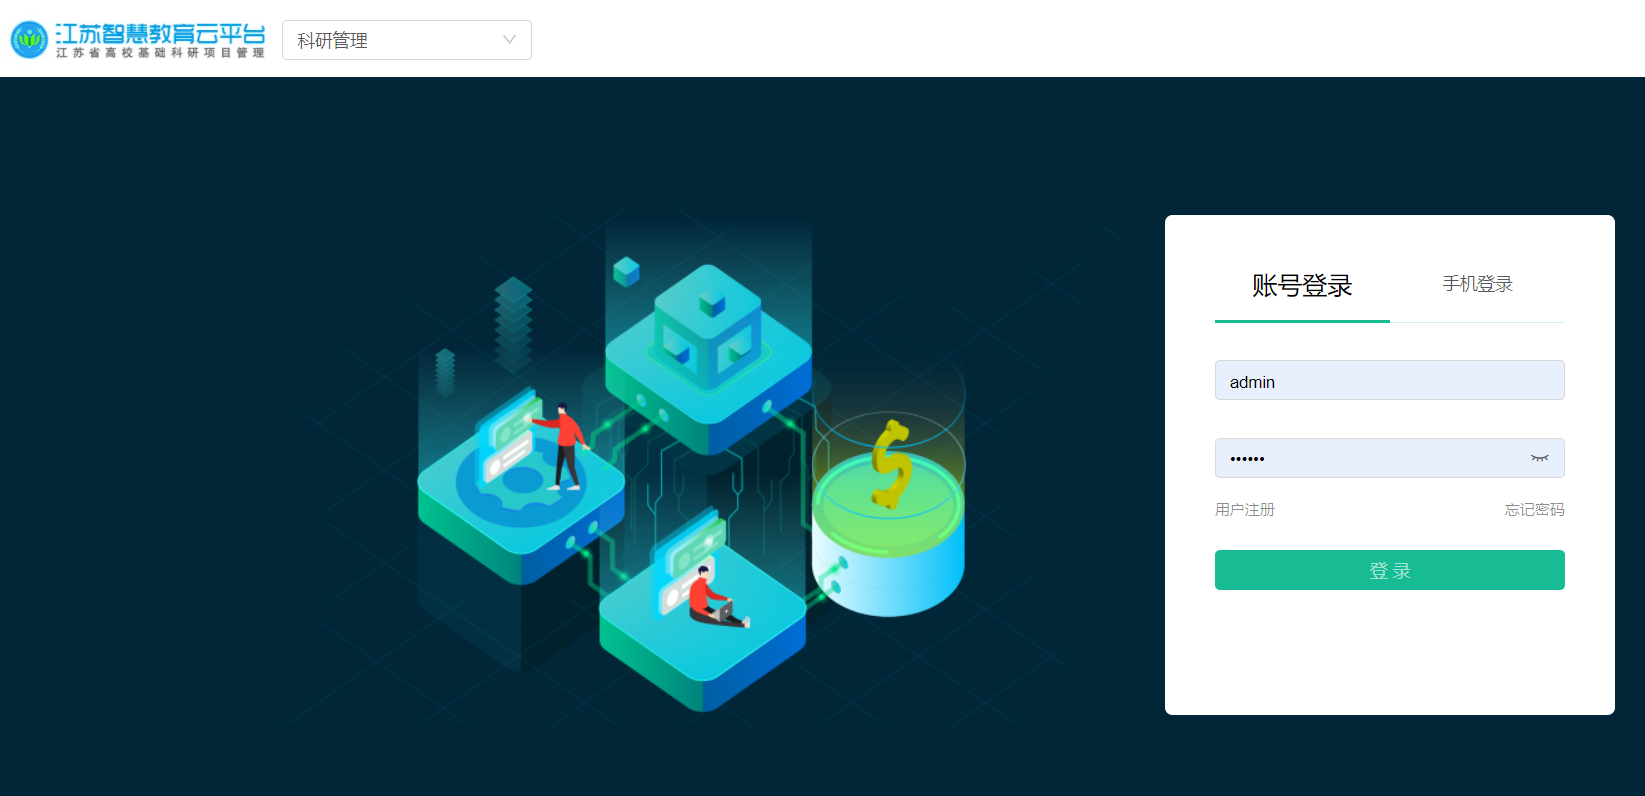 江苏智慧教育云平台
江苏省高校基础科研项目管理
科研管理
账号登录
手机登录
admin
••••••
用户注册
忘记密码
登 录